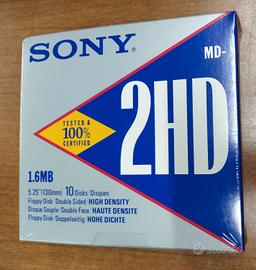 SONY®
MD-
2HD
TESTED &
100%
CERTIFIED
1.6MB
5.25"(130mm) 10 Disks/Disques
Floppy Disk/Double Sided/HIGH DENSITY
Disque Souple/Double Face/HAUTE DENSITE
Floppy Disk/Doppelseitig/HOHE DICHTE
subito